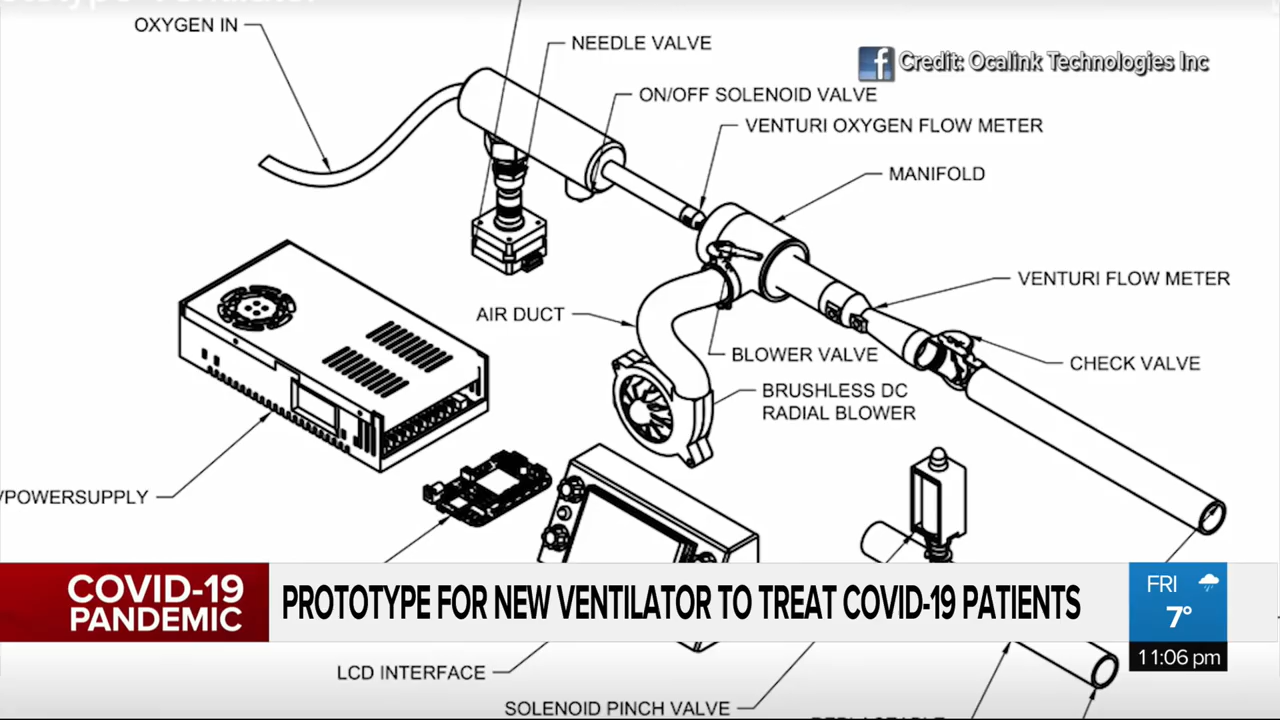 OXYGEN IN
NEEDLE VALVE
Credit: Ocalink Technologies Inc
ON/OFF SOLENOID VALVE
VENTURI OXYGEN FLOW METER
MANIFOLD
VENTURI FLOW METER
AIR DUCT
BLOWER VALVE
CHECK VALVE
BRUSHLESS DC
RADIAL BLOWER
/POWERSUPPLY
COVID-19
PANDEMIC
PROTOTYPE FOR NEW VENTILATOR TO TREAT COVID-19 PATIENTS
FRI
7°
11:06 pm
LCD INTERFACE
SOLENOID PINCH VALVE